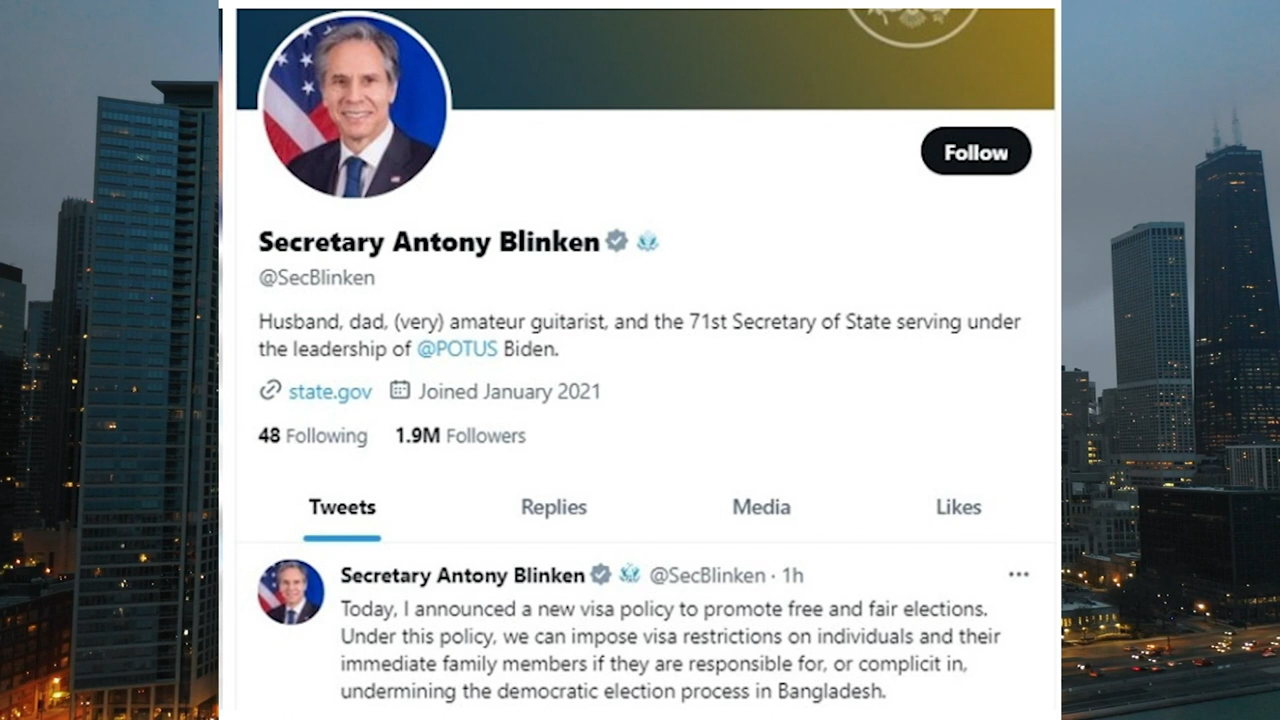 Follow
Secretary Antony Blinken
@SecBlinken
Husband, dad, (very) amateur guitarist, and the 71st Secretary of State serving under
the leadership of @POTUS Biden.
state.gov Joined January 2021
48 Following 1.9M Followers
Tweets Replies Media Likes
Secretary Antony Blinken @SecBlinken · 1h
Today, I announced a new visa policy to promote free and fair elections.
Under this policy, we can impose visa restrictions on individuals and their
immediate family members if they are responsible for, or complicit in,
undermining the democratic election process in Bangladesh.